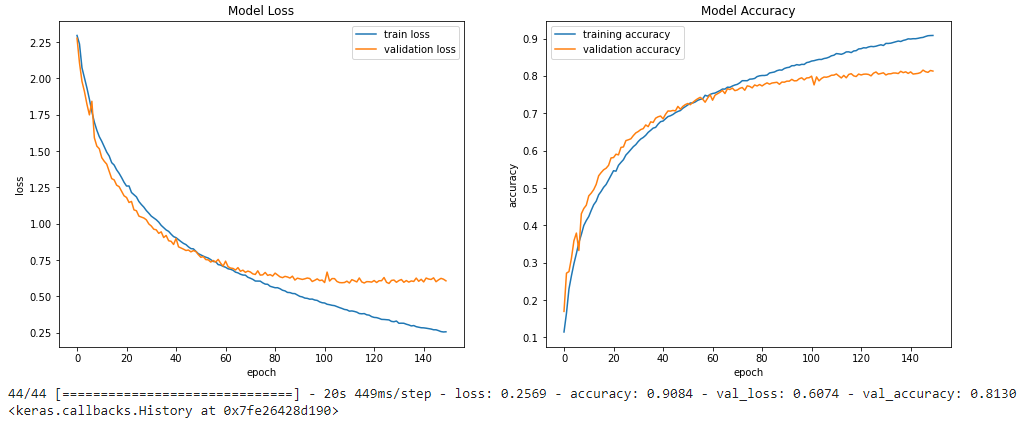 Model Loss
train loss
validation loss
2.25
2.00
1.75
1.50
1.25
1.00
0.75
0.50
0.25
loss
0 20 40 60 80 100 120 140
epoch
Model Accuracy
training accuracy
validation accuracy
0.9
0.8
0.7
0.6
0.5
0.4
0.3
0.2
0.1
accuracy
0 20 40 60 80 100 120 140
epoch
44/44 [==============================] - 20s 449ms/step - loss: 0.2569 - accuracy: 0.9084 - val_loss: 0.6074 - val_accuracy: 0.8130
<keras.callbacks.History at 0x7fe26428d190>